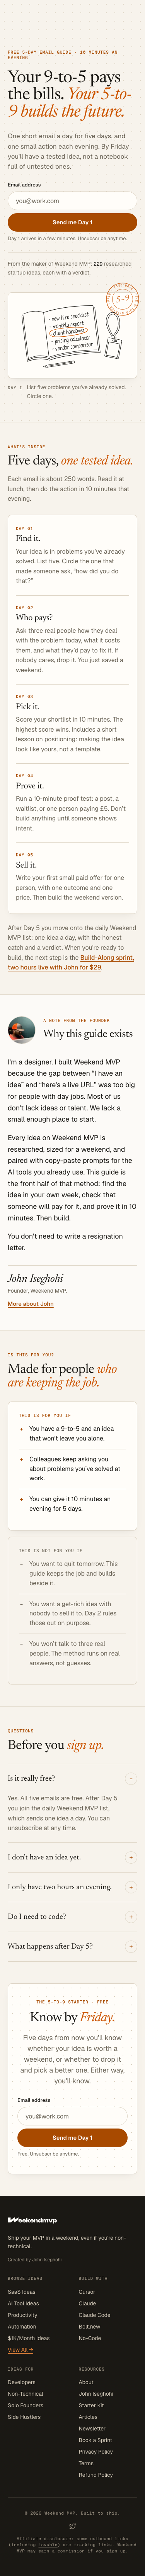 FREE 5-DAY EMAIL GUIDE · 10 MINUTES AN
EVENING
Your 9-to-5 pays
the bills. Your 5-to-
9 builds the future.
One short email a day for five days, and
one small action each evening. By Friday
you'll have a tested idea, not a notebook
full of untested ones.
Email address
you@work.com
Send me Day 1
Day 1 arrives in a few minutes. Unsubscribe anytime.
From the maker of Weekend MVP: 229 researched
startup ideas, each with a verdict.
5-9
- new hire checklist
- monthly report
- client handover
- pricing calculator
- vendor comparison
DAY 1 List five problems you've already solved.
Circle one.
WHAT'S INSIDE
Five days, one tested idea.
Each email is about 250 words. Read it at
lunch, then do the action in 10 minutes that
evening.
DAY 01
Find it.
Your idea is in problems you've already
solved. List five. Circle the one that
made someone ask, "how did you do
that?"
DAY 02
Who pays?
Ask three real people how they deal
with the problem today, what it costs
them, and what they'd pay to fix it. If
nobody cares, drop it. You just saved a
weekend.
DAY 03
Pick it.
Score your shortlist in 10 minutes. The
highest score wins. Includes a short
lesson on positioning: making the idea
look like yours, not a template.
DAY 04
Prove it.
Run a 10-minute proof test: a post, a
waitlist, or one person paying £5. Don't
build anything until someone shows
intent.
DAY 05
Sell it.
Write your first small paid offer for one
person, with one outcome and one
price. Then build the weekend version.
After Day 5 you move onto the daily Weekend
MVP list: one idea a day, with the honest
catch and a verdict. When you're ready to
build, the next step is the Build-Along sprint,
two hours live with John for $29.
A NOTE FROM THE FOUNDER
Why this guide exists
I'm a designer. I built Weekend MVP
because the gap between "I have an
idea" and "here's a live URL" was too big
for people with day jobs. Most of us
don't lack ideas or talent. We lack a
small enough place to start.
Every idea on Weekend MVP is
researched, sized for a weekend, and
paired with copy-paste prompts for the
AI tools you already use. This guide is
the front half of that method: find the
idea in your own week, check that
someone will pay for it, and prove it in 10
minutes. Then build.
You don't need to write a resignation
letter.
John Iseghohi
Founder, Weekend MVP.
More about John
IS THIS FOR YOU?
Made for people who
are keeping the job.
THIS IS FOR YOU IF
+ You have a 9-to-5 and an idea
that won't leave you alone.
+ Colleagues keep asking you
about problems you've solved at
work.
+ You can give it 10 minutes an
evening for 5 days.
THIS IS NOT FOR YOU IF
– You want to quit tomorrow. This
guide keeps the job and builds
beside it.
– You want a get-rich idea with
nobody to sell it to. Day 2 rules
those out on purpose.
– You won't talk to three real
people. The method runs on real
answers, not guesses.
QUESTIONS
Before you sign up.
Is it really free? −
Yes. All five emails are free. After Day 5
you join the daily Weekend MVP list,
which sends one idea a day. You can
unsubscribe at any time.
I don't have an idea yet. +
I only have two hours an evening. +
Do I need to code? +
What happens after Day 5? +
THE 5-TO-9 STARTER · FREE
Know by Friday.
Five days from now you'll know
whether your idea is worth a
weekend, or whether to drop it
and pick a better one. Either way,
you'll know.
Email address
you@work.com
Send me Day 1
Free. Unsubscribe anytime.
Weekendmvp
Ship your MVP in a weekend, even if you're non-
technical.
Created by John Iseghohi
BROWSE IDEAS
SaaS Ideas
AI Tool Ideas
Productivity
Automation
$1K/Month Ideas
View All →
BUILD WITH
Cursor
Claude
Claude Code
Bolt.new
No-Code
IDEAS FOR
Developers
Non-Technical
Solo Founders
Side Hustlers
RESOURCES
About
John Iseghohi
Starter Kit
Articles
Newsletter
Book a Sprint
Privacy Policy
Terms
Refund Policy
© 2026 Weekend MVP. Built to ship.
Affiliate disclosure: some outbound links
(including Lovable) are tracking links. Weekend
MVP may earn a commission if you sign up.